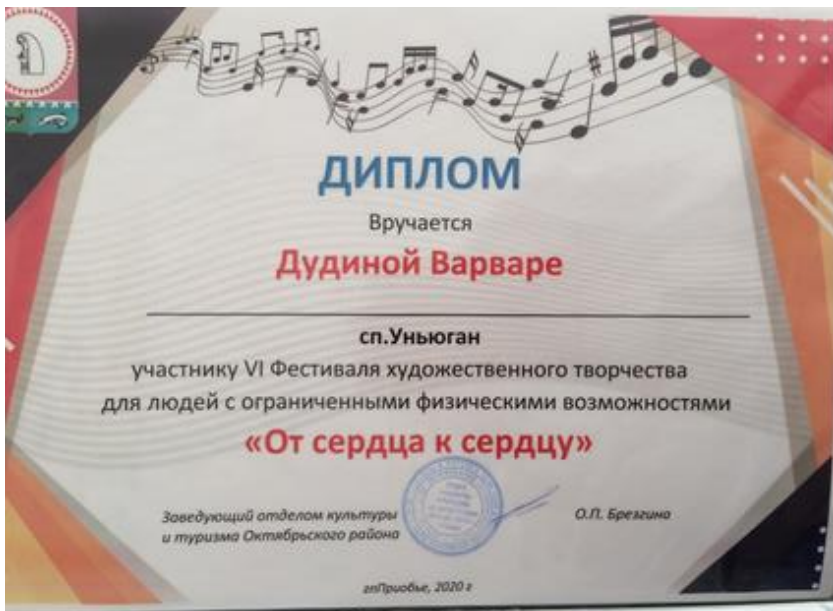 ДИПЛОМ
Вручается
Дудиной Варваре
сп.Уньюган
участнику VI Фестиваля художественного творчества
для людей с ограниченными физическими возможностями
«От сердца к сердцу»
Заведующий отделом культуры
и туризма Октябрьского района
О.П. Брезгина
гпПриобье, 2020 г